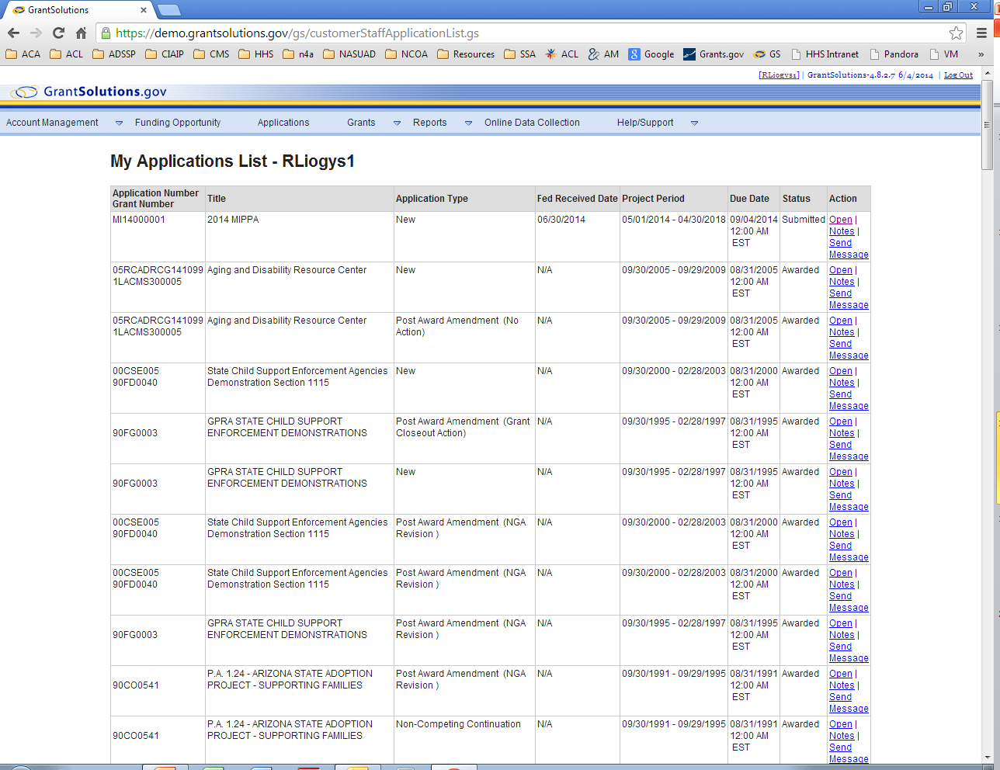 GrantSolutions
https://demo.grantsolutions.gov/gs/customerStaffApplicationList.gs
ACA ACL ADSSP CIAIP CMS HHS n4a NASUAD NCOA Resources SSA ACL AM Google Grants.gov GS HHS Intranet Pandora VM »
[RLiogys1] | GrantSolutions-4.8.2.7 6/4/2014 | Log Out
GrantSolutions.gov
Account Management Funding Opportunity Applications Grants Reports Online Data Collection Help/Support
My Applications List - RLiogys1
Application Number Title Application Type Fed Received Date Project Period Due Date Status Action
Grant Number
MI14000001 2014 MIPPA New 06/30/2014 05/01/2014 - 04/30/2018 09/04/2014 Submitted Open |
12:00 AM Notes |
EST Send
Message
05RCADRCG141099 Aging and Disability Resource Center New N/A 09/30/2005 - 09/29/2009 08/31/2005 Awarded Open |
1LACMS300005 12:00 AM Notes |
EST Send
Message
05RCADRCG141099 Aging and Disability Resource Center Post Award Amendment (No N/A 09/30/2005 - 09/29/2009 08/31/2005 Awarded Open |
1LACMS300005 Action) 12:00 AM Notes |
EST Send
Message
00CSE005 State Child Support Enforcement Agencies New N/A 09/30/2000 - 02/28/2003 08/31/2000 Awarded Open |
90FD0040 Demonstration Section 1115 12:00 AM Notes |
EST Send
Message
GPRA STATE CHILD SUPPORT Post Award Amendment (Grant N/A 09/30/1995 - 02/28/1997 08/31/1995 Awarded Open |
90FG0003 ENFORCEMENT DEMONSTRATIONS Closeout Action) 12:00 AM Notes |
EST Send
Message
GPRA STATE CHILD SUPPORT New N/A 09/30/1995 - 02/28/1997 08/31/1995 Awarded Open |
90FG0003 ENFORCEMENT DEMONSTRATIONS 12:00 AM Notes |
EST Send
Message
00CSE005 State Child Support Enforcement Agencies Post Award Amendment (NGA N/A 09/30/2000 - 02/28/2003 08/31/2000 Awarded Open |
90FD0040 Demonstration Section 1115 Revision ) 12:00 AM Notes |
EST Send
Message
00CSE005 State Child Support Enforcement Agencies Post Award Amendment (NGA N/A 09/30/2000 - 02/28/2003 08/31/2000 Awarded Open |
90FD0040 Demonstration Section 1115 Revision ) 12:00 AM Notes |
EST Send
Message
GPRA STATE CHILD SUPPORT Post Award Amendment (NGA N/A 09/30/1995 - 02/28/1997 08/31/1995 Awarded Open |
90FG0003 ENFORCEMENT DEMONSTRATIONS Revision ) 12:00 AM Notes |
EST Send
Message
P.A. 1.24 - ARIZONA STATE ADOPTION Post Award Amendment (NGA N/A 09/30/1991 - 09/29/1995 08/31/1991 Awarded Open |
90CO0541 PROJECT - SUPPORTING FAMILIES Revision ) 12:00 AM Notes |
EST Send
Message
P.A. 1.24 - ARIZONA STATE ADOPTION Non-Competing Continuation N/A 09/30/1991 - 09/29/1995 08/31/1991 Awarded Open |
90CO0541 PROJECT - SUPPORTING FAMILIES 12:00 AM Notes |
EST Send
Message